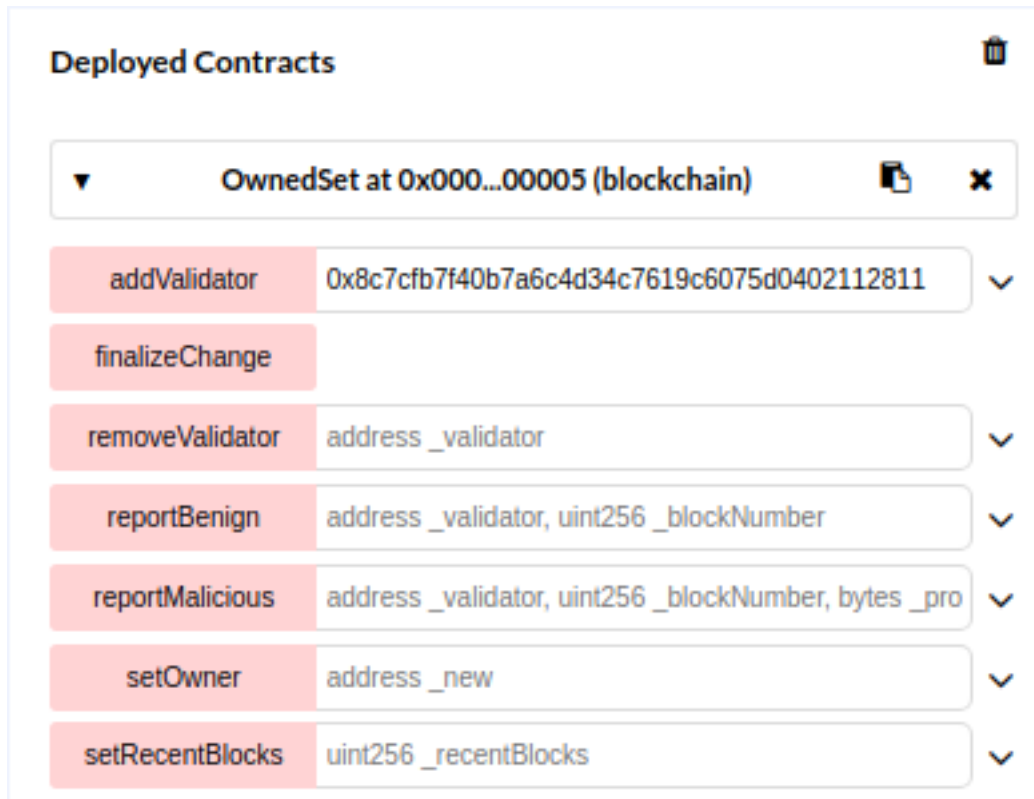 Deployed Contracts
OwnedSet at 0x000...00005 (blockchain)
addValidator 0x8c7cfb7f40b7a6c4d34c7619c6075d0402112811
finalizeChange
removeValidator address _validator
reportBenign address _validator, uint256 _blockNumber
reportMalicious address _validator, uint256 _blockNumber, bytes _pro
setOwner address _new
setRecentBlocks uint256 _recentBlocks